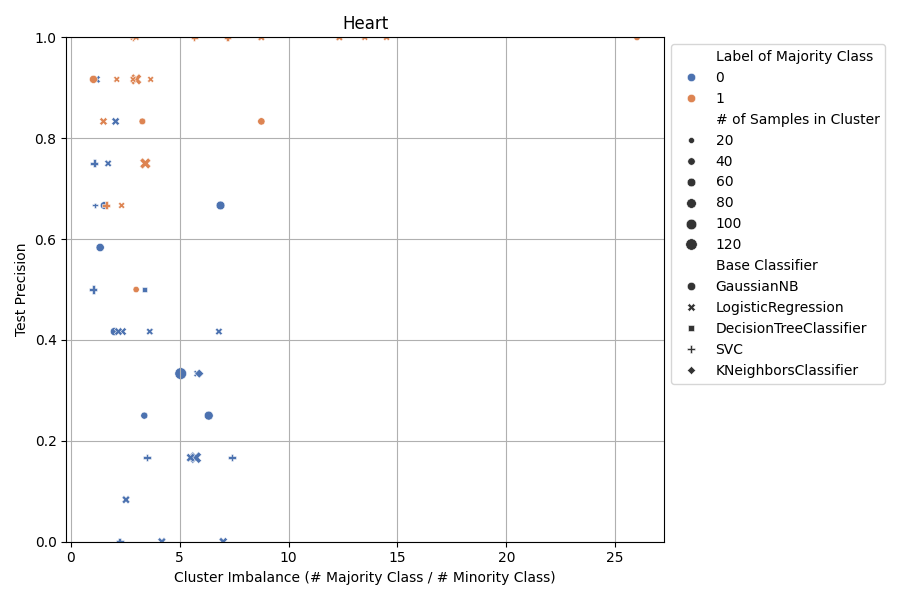 Heart
1.0
0.8
0.6
0.4
0.2
0.0
Test Precision
0
5
10
15
20
25
Cluster Imbalance (# Majority Class / # Minority Class)
Label of Majority Class
0
1
# of Samples in Cluster
20
40
60
80
100
120
Base Classifier
GaussianNB
LogisticRegression
DecisionTreeClassifier
SVC
KNeighborsClassifier